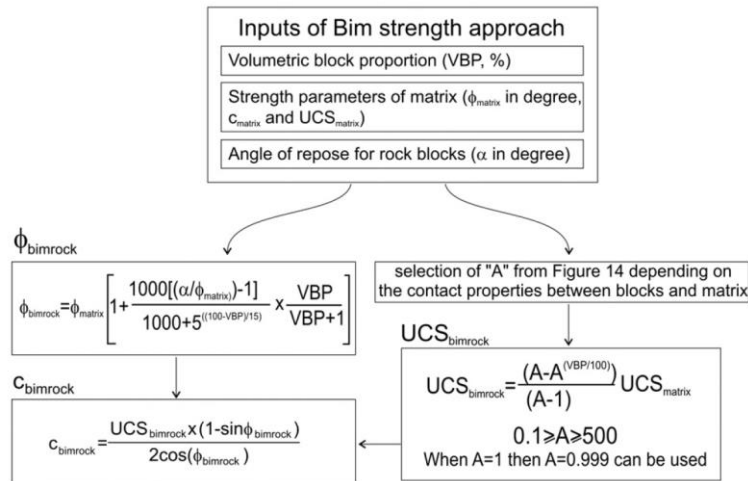 Inputs of Bim strength approach
Volumetric block proportion (VBP, %)
Strength parameters of matrix (ϕmatrix in degree,
cmatrix and UCSmatrix)
Angle of repose for rock blocks (α in degree)
ϕbimrock
ϕbimrock=ϕmatrix[1+ 1000[(α/ϕmatrix)-1] / 1000+5^((100-VBP)/15) x VBP / VBP+1]
selection of "A" from Figure 14 depending on
the contact properties between blocks and matrix
UCSbimrock
UCSbimrock= (A-A^(VBP/100)) / (A-1) UCSmatrix
0.1⩾A⩾500
When A=1 then A=0.999 can be used
cbimrock
cbimrock= UCSbimrockx(1-sinϕbimrock) / 2cos(ϕbimrock)